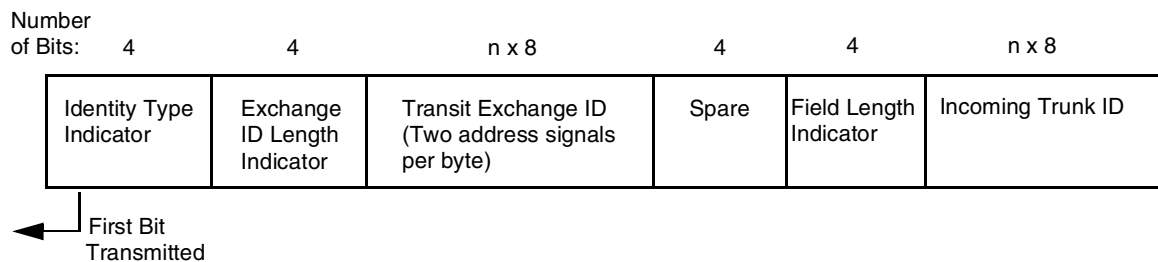 Number
of Bits: 4 4 n x 8 4 4 n x 8
Identity Type
Indicator
Exchange
ID Length
Indicator
Transit Exchange ID
(Two address signals
per byte)
Spare
Field Length
Indicator
Incoming Trunk ID
First Bit
Transmitted